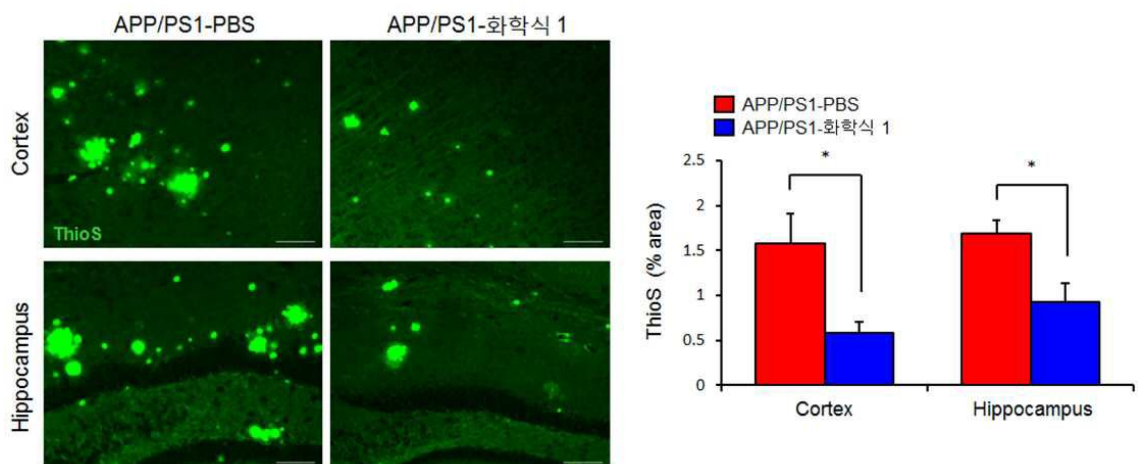 APP/PS1-PBS
APP/PS1-화학식 1
Cortex
ThioS
Hippocampus
APP/PS1-PBS
APP/PS1-화학식 1
ThioS (% area)
2.5
2
1.5
1
0.5
0
*
*
Cortex
Hippocampus